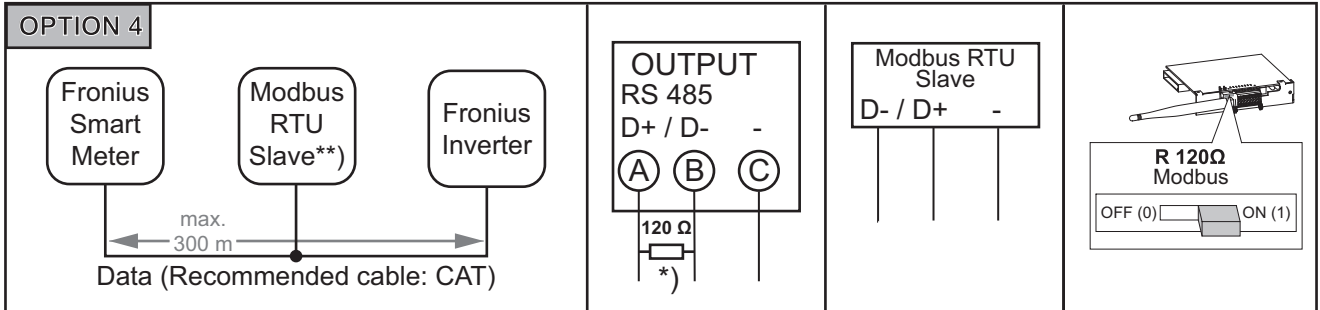 OPTION 4
Fronius
Smart
Meter
Modbus
RTU
Slave**)
Fronius
Inverter
max.
300 m
Data (Recommended cable: CAT)
OUTPUT
RS 485
D+ / D- -
A B C
120 Ω
*)
Modbus RTU
Slave
D- / D+ -
R 120Ω
Modbus
OFF (0) ON (1)